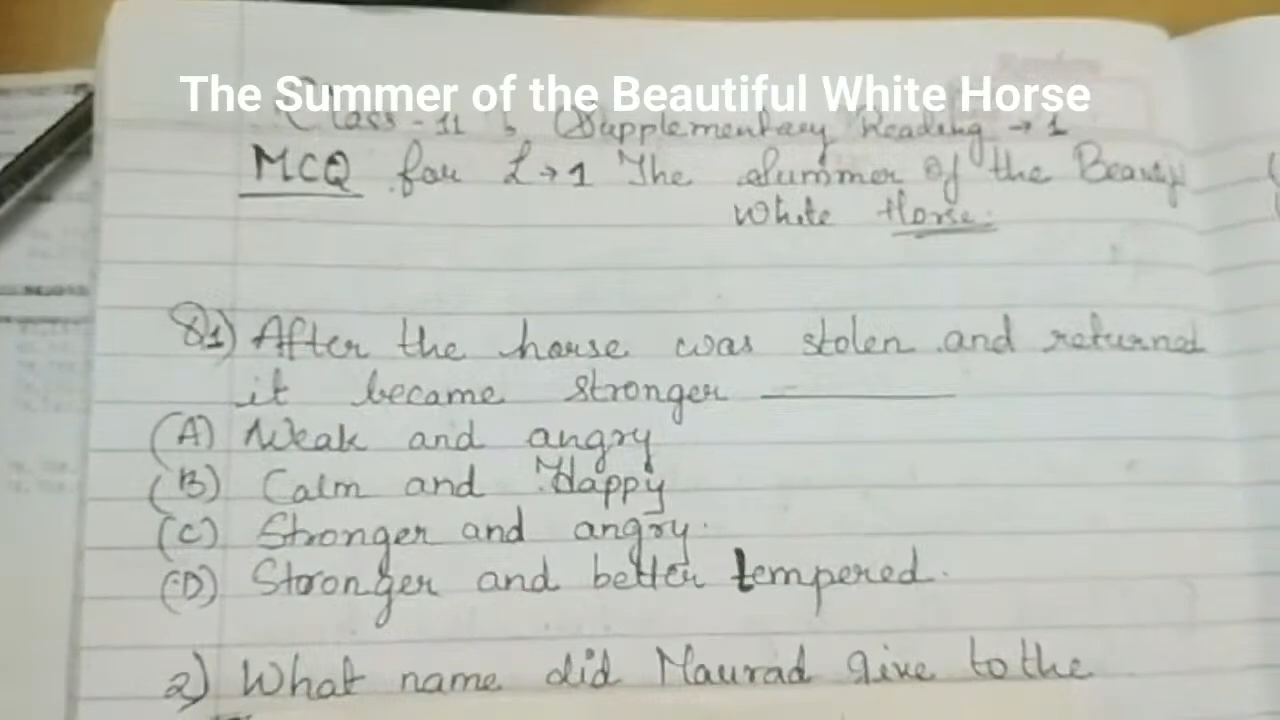 The Summer of the Beautiful White Horse
Class - 11, Supplementary Reading → 1
MCQ for L→1 The Summer of the Beauty
White Horse.
Q1) After the horse was stolen and returned
it became stronger ______
(A) Weak and angry
(B) Calm and Happy
(C) Stronger and angry.
(D) Stronger and better tempered.
2) What name did Maurad give to the